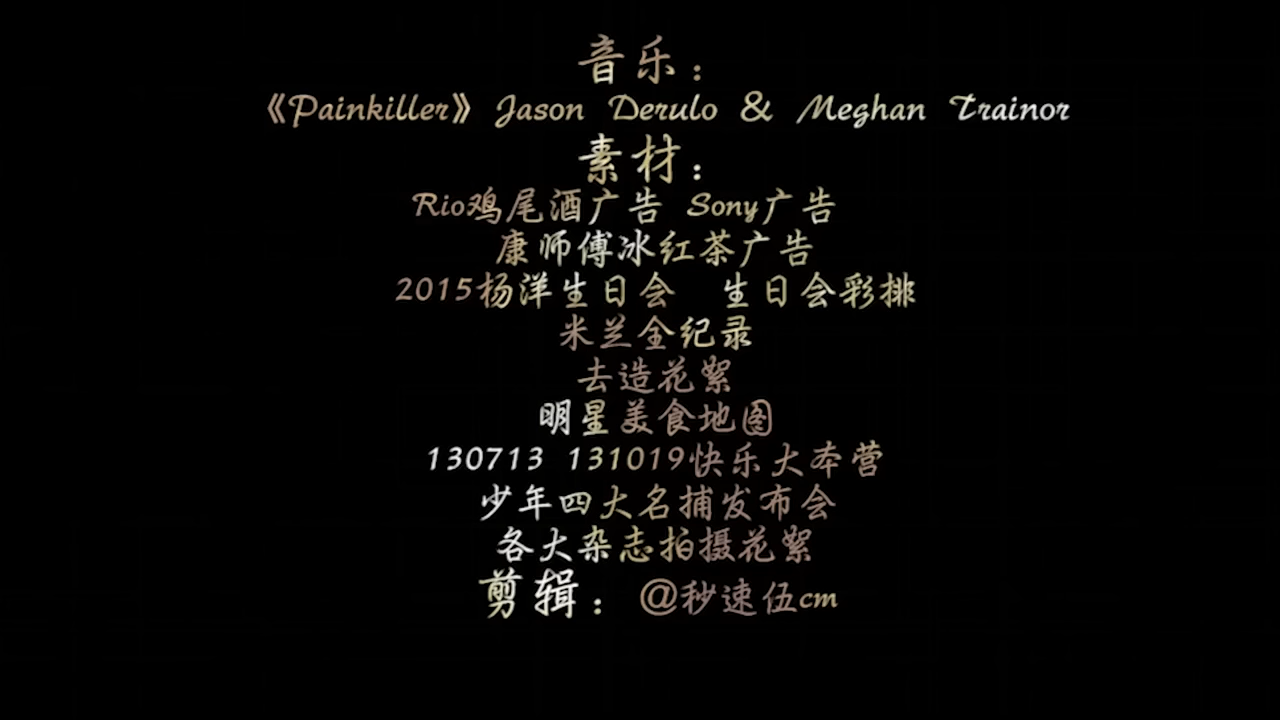 音乐：
《Painkiller》 Jason Derulo & Meghan Trainor
素材：
Rio鸡尾酒广告 Sony广告
康师傅冰红茶广告
2015杨洋生日会 生日会彩排
米兰全纪录
去造花絮
明星美食地图
130713 131019快乐大本营
少年四大名捕发布会
各大杂志拍摄花絮
剪辑：@秒速伍cm